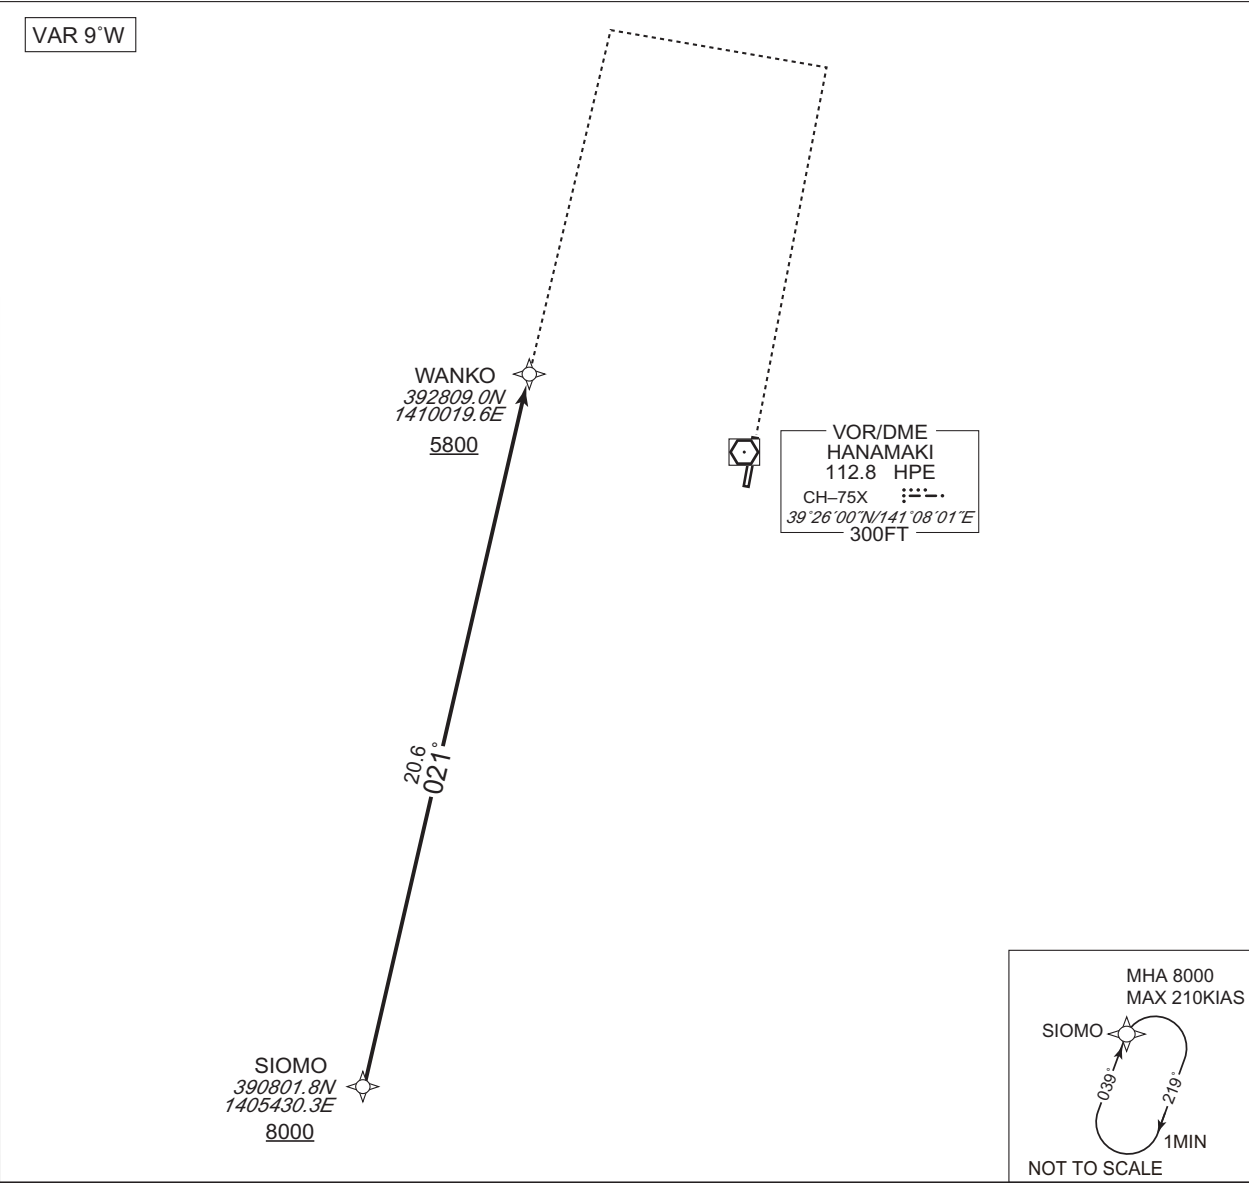 VAR 9°W
WANKO
392809.0N
1410019.6E
5800
VOR/DME
HANAMAKI
112.8 HPE
CH–75X
39°26′00″N/141°08′01″E
300FT
20.6
021°
SIOMO
390801.8N
1405430.3E
8000
MHA 8000
MAX 210KIAS
SIOMO
039°
219°
1MIN
NOT TO SCALE